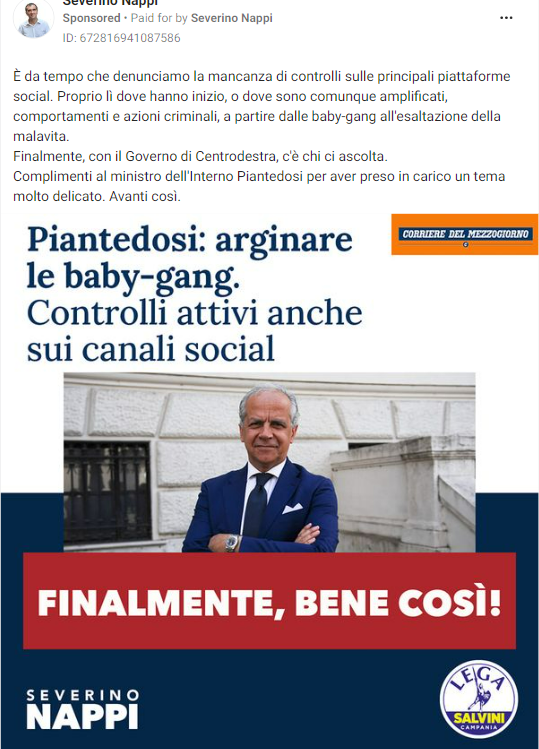 Severino Nappi
Sponsored • Paid for by Severino Nappi
ID: 672816941087586
È da tempo che denunciamo la mancanza di controlli sulle principali piattaforme
social. Proprio lì dove hanno inizio, o dove sono comunque amplificati,
comportamenti e azioni criminali, a partire dalle baby-gang all'esaltazione della
malavita.
Finalmente, con il Governo di Centrodestra, c'è chi ci ascolta.
Complimenti al ministro dell'Interno Piantedosi per aver preso in carico un tema
molto delicato. Avanti così.
Piantedosi: arginare
le baby-gang.
Controlli attivi anche
sui canali social
CORRIERE DEL MEZZOGIORNO
FINALMENTE, BENE COSÌ!
SEVERINO
NAPPI
LEGA
SALVINI
CAMPANIA